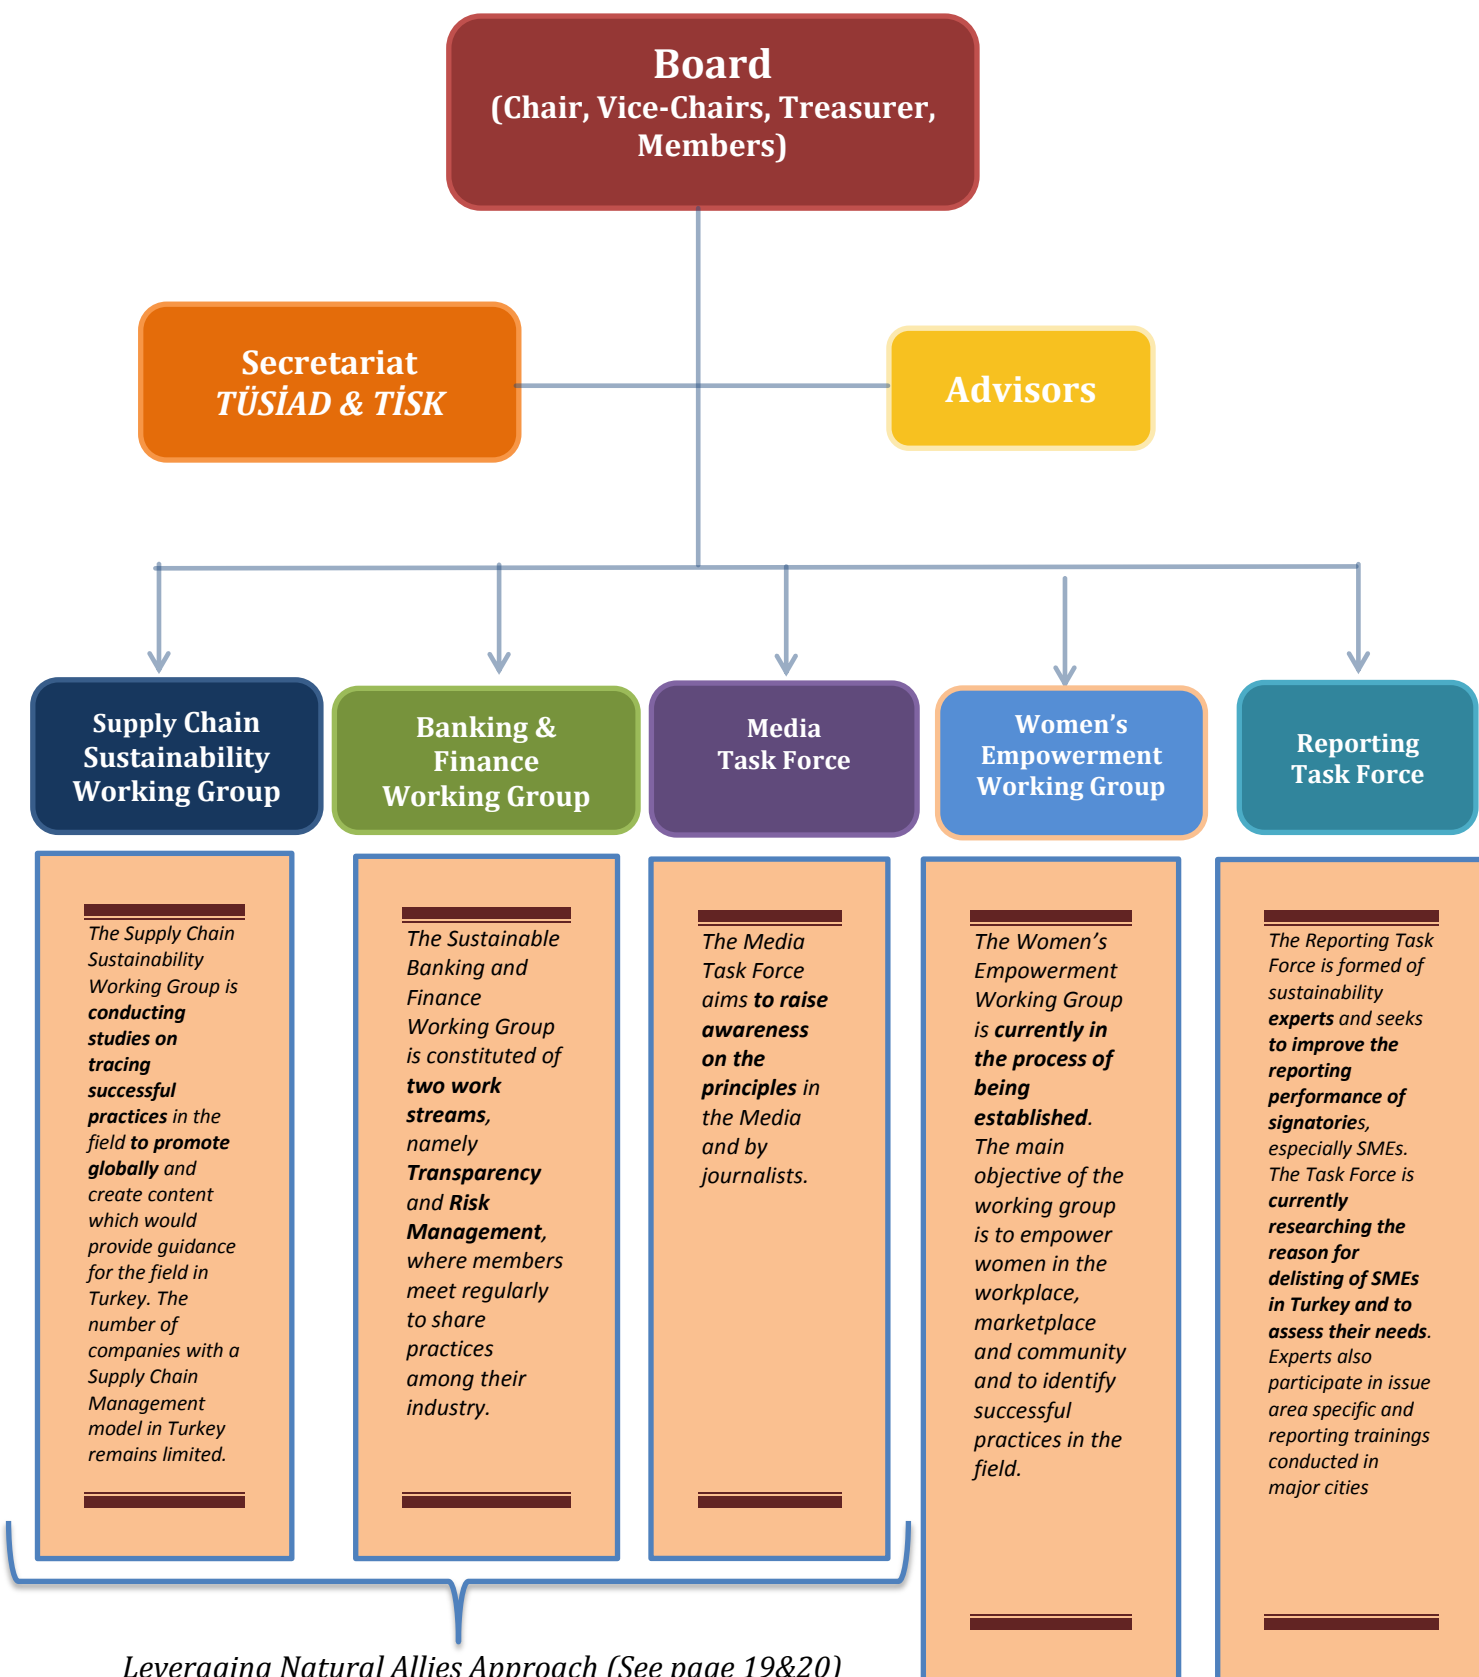 Board
(Chair, Vice-Chairs, Treasurer,
Members)
Secretariat
TÜSİAD & TİSK
Advisors
Supply Chain
Sustainability
Working Group
Banking &
Finance
Working Group
Media
Task Force
Women's
Empowerment
Working Group
Reporting
Task Force
The Supply Chain
Sustainability
Working Group is
conducting
studies on
tracing
successful
practices in the
field to promote
globally and
create content
which would
provide guidance
for the field in
Turkey. The
number of
companies with a
Supply Chain
Management
model in Turkey
remains limited.
The Sustainable
Banking and
Finance
Working Group
is constituted of
two work
streams,
namely
Transparency
and Risk
Management,
where members
meet regularly
to share
practices
among their
industry.
The Media
Task Force
aims to raise
awareness
on the
principles in
the Media
and by
journalists.
The Women's
Empowerment
Working Group
is currently in
the process of
being
established.
The main
objective of the
working group
is to empower
women in the
workplace,
marketplace
and community
and to identify
successful
practices in the
field.
The Reporting Task
Force is formed of
sustainability
experts and seeks
to improve the
reporting
performance of
signatories,
especially SMEs.
The Task Force is
currently
researching the
reason for
delisting of SMEs
in Turkey and to
assess their needs.
Experts also
participate in issue
area specific and
reporting trainings
conducted in
major cities
Leveraging Natural Allies Approach (See page 19&20)